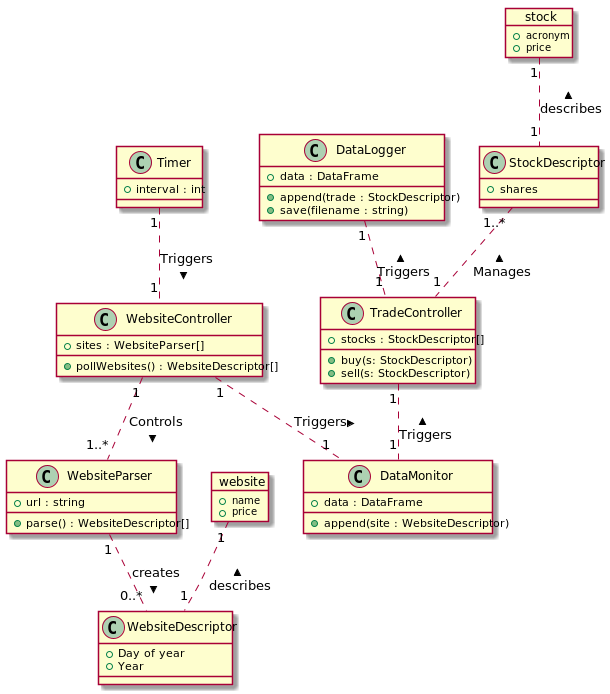 stock
acronym
price
1
▲
describes
1
C StockDescriptor
shares
1..*
▲
Manages
1
C DataLogger
data : DataFrame
append(trade : StockDescriptor)
save(filename : string)
1
▲
Triggers
1
C Timer
interval : int
1
Triggers
▼
1
C WebsiteController
sites : WebsiteParser[]
pollWebsites() : WebsiteDescriptor[]
C TradeController
stocks : StockDescriptor[]
buy(s: StockDescriptor)
sell(s: StockDescriptor)
1
▲
Triggers
1
1
Controls
▼
1..*
1
Triggers►
1
C WebsiteParser
url : string
parse() : WebsiteDescriptor[]
website
name
price
C DataMonitor
data : DataFrame
append(site : WebsiteDescriptor)
1
creates
▼
0..*
1
▲
describes
1
C WebsiteDescriptor
Day of year
Year